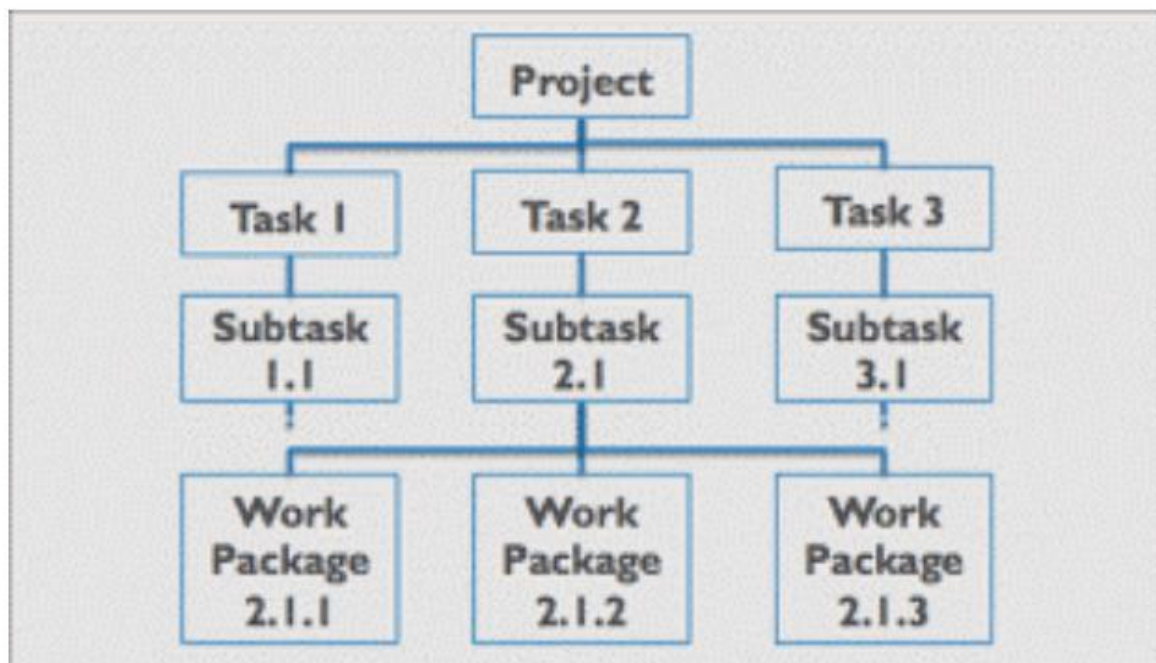 Project
Task 1
Task 2
Task 3
Subtask
1.1
Subtask
2.1
Subtask
3.1
Work
Package
2.1.1
Work
Package
2.1.2
Work
Package
2.1.3